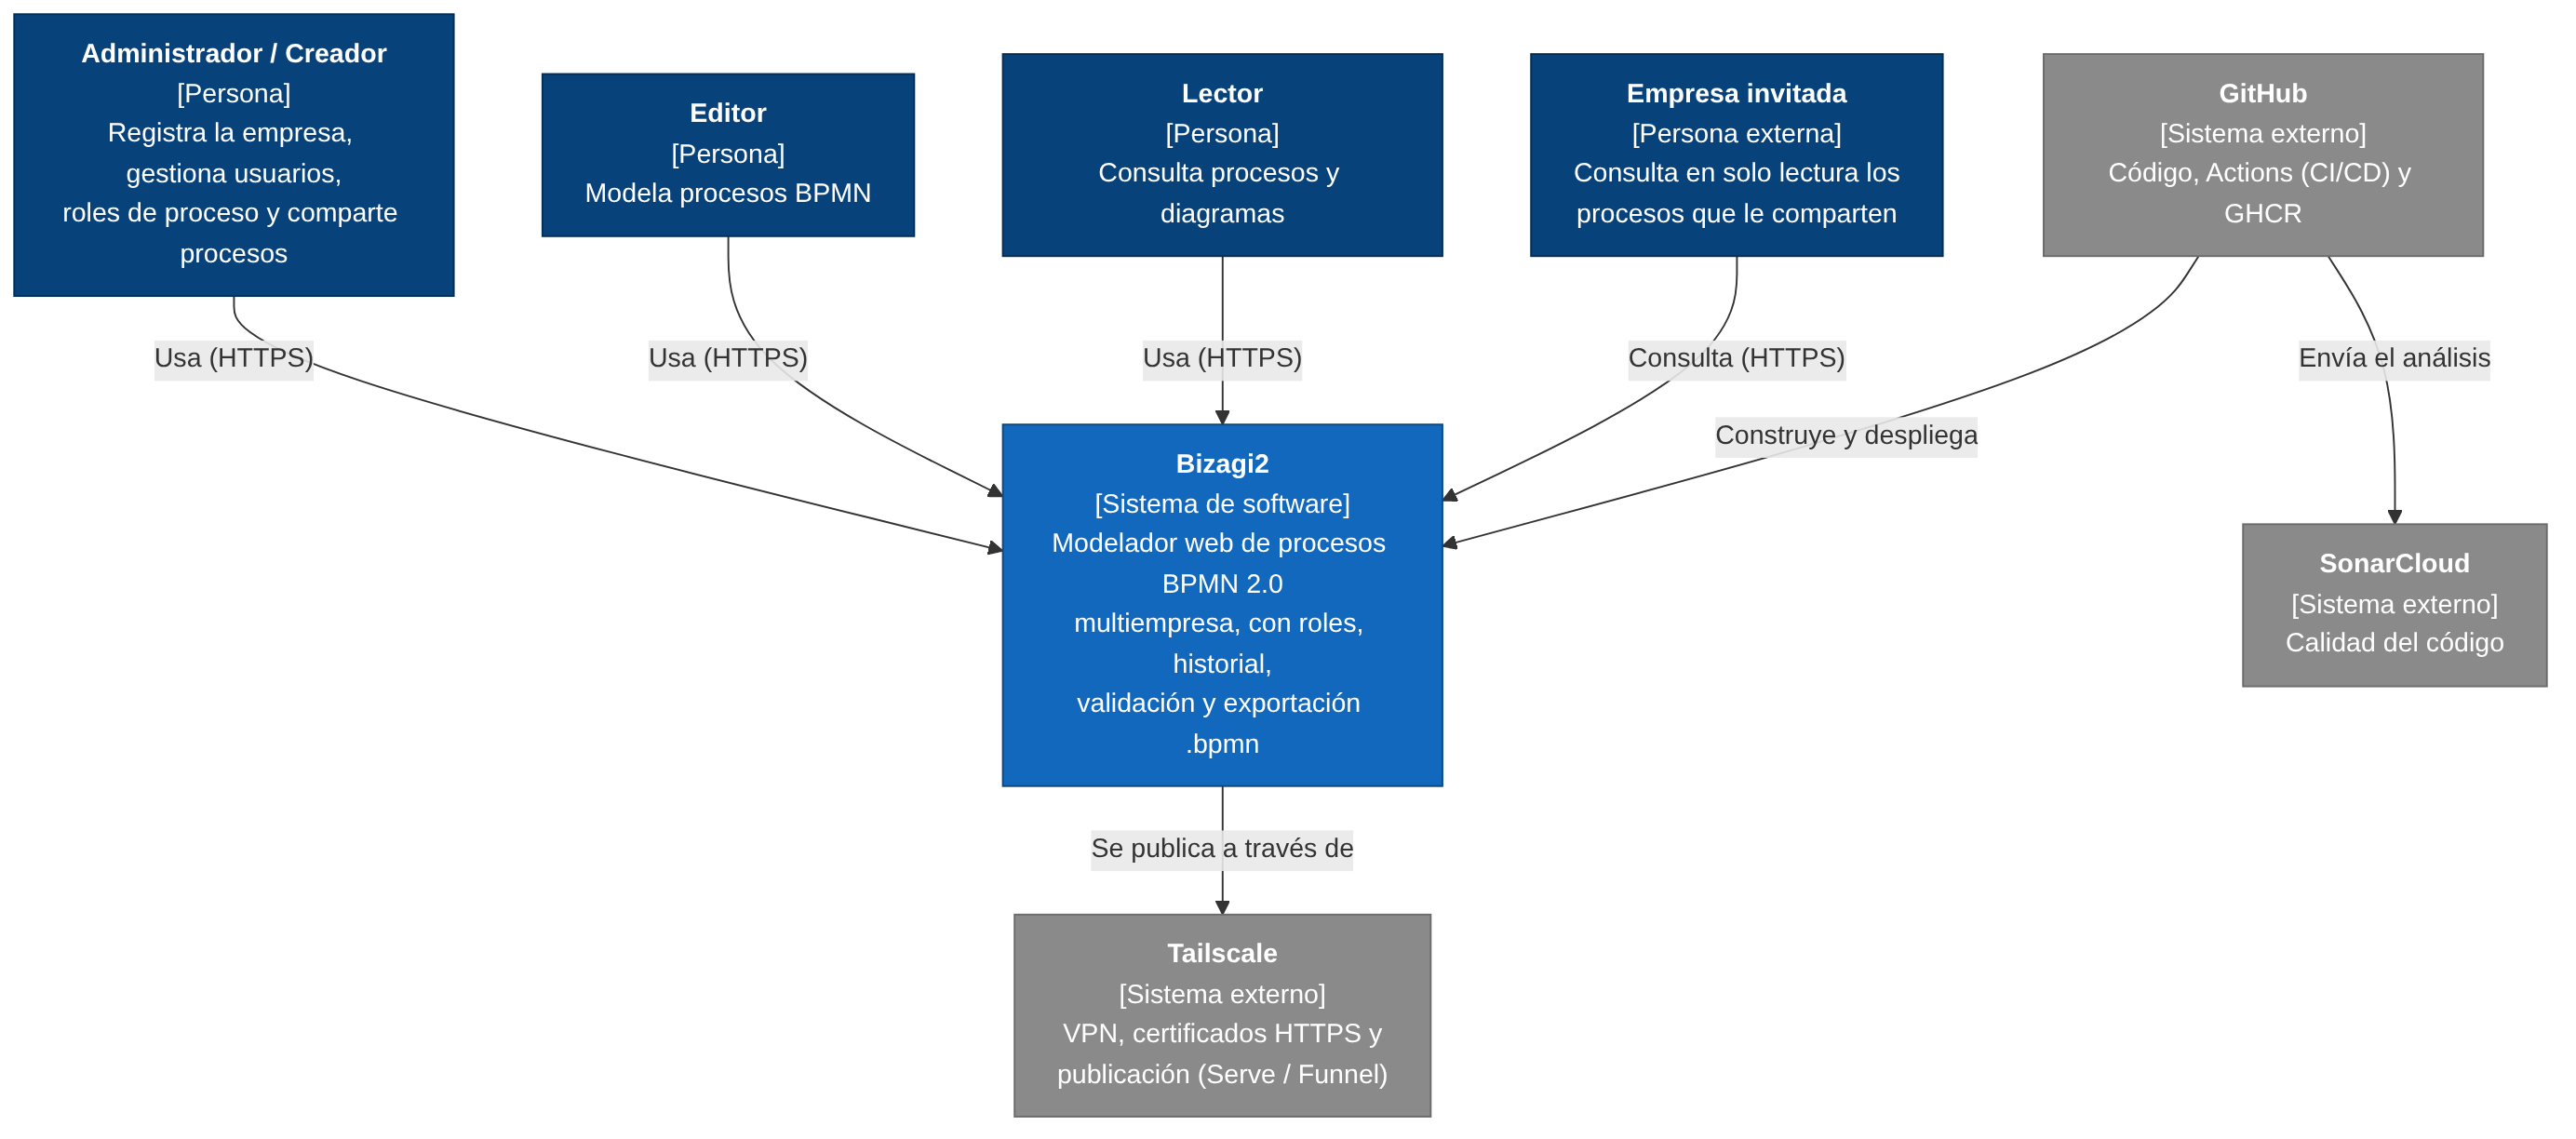 Administrador / Creador
[Persona]
Registra la empresa,
gestiona usuarios,
roles de proceso y comparte
procesos
Editor
[Persona]
Modela procesos BPMN
Lector
[Persona]
Consulta procesos y
diagramas
Empresa invitada
[Persona externa]
Consulta en solo lectura los
procesos que le comparten
GitHub
[Sistema externo]
Código, Actions (CI/CD) y
GHCR
Usa (HTTPS)
Usa (HTTPS)
Usa (HTTPS)
Consulta (HTTPS)
Envía el análisis
Construye y despliega
Bizagi2
[Sistema de software]
Modelador web de procesos
BPMN 2.0
multiempresa, con roles,
historial,
validación y exportación
.bpmn
SonarCloud
[Sistema externo]
Calidad del código
Se publica a través de
Tailscale
[Sistema externo]
VPN, certificados HTTPS y
publicación (Serve / Funnel)